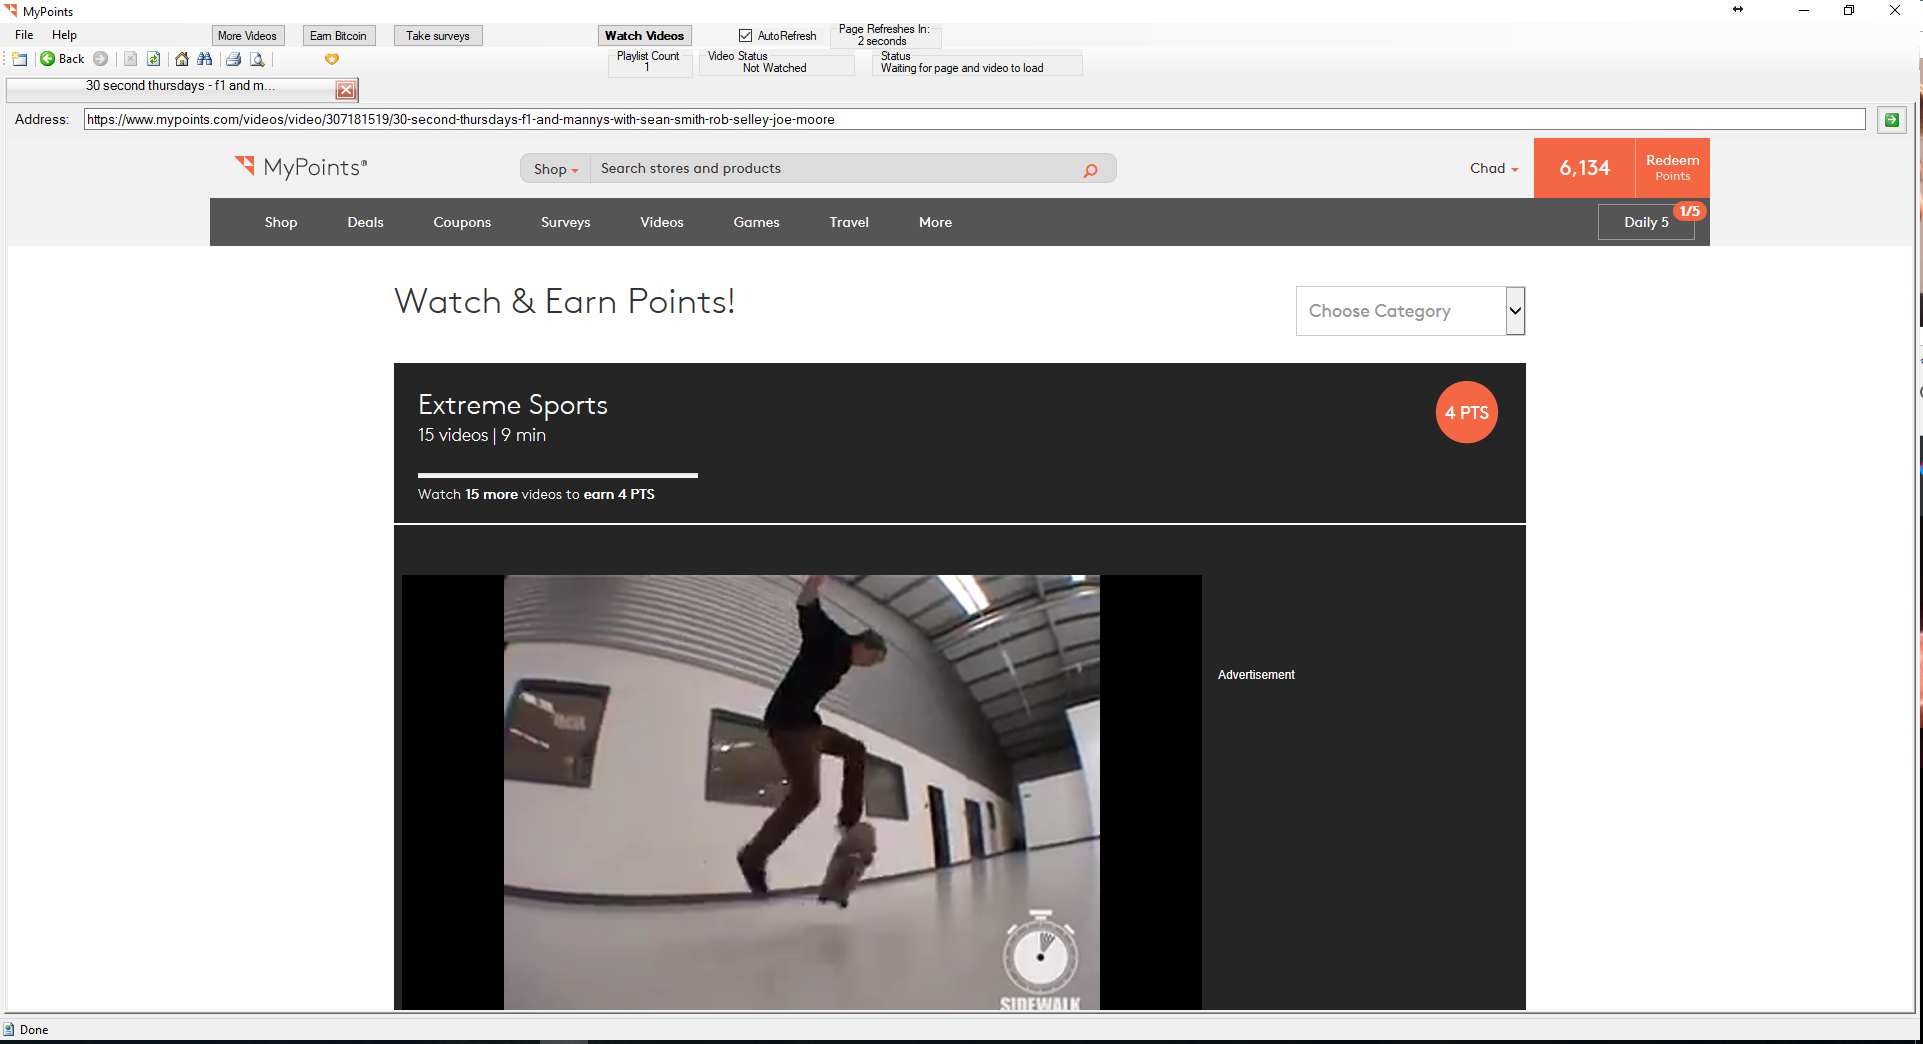 MyPoints
File Help
More Videos Earn Bitcoin Take surveys Watch Videos AutoRefresh Page Refreshes In:
2 seconds
Back
Playlist Count
1
Video Status
Not Watched
Status
Waiting for page and video to load
30 second thursdays - f1 and m...
Address: https://www.mypoints.com/videos/video/307181519/30-second-thursdays-f1-and-mannys-with-sean-smith-rob-selley-joe-moore
MyPoints®
Shop Search stores and products
Chad
6,134
Redeem
Points
Shop Deals Coupons Surveys Videos Games Travel More Daily 5 1/5
Watch & Earn Points!
Choose Category
Extreme Sports
15 videos | 9 min
4 PTS
Watch 15 more videos to earn 4 PTS
Advertisement
SIDEWALK
Done